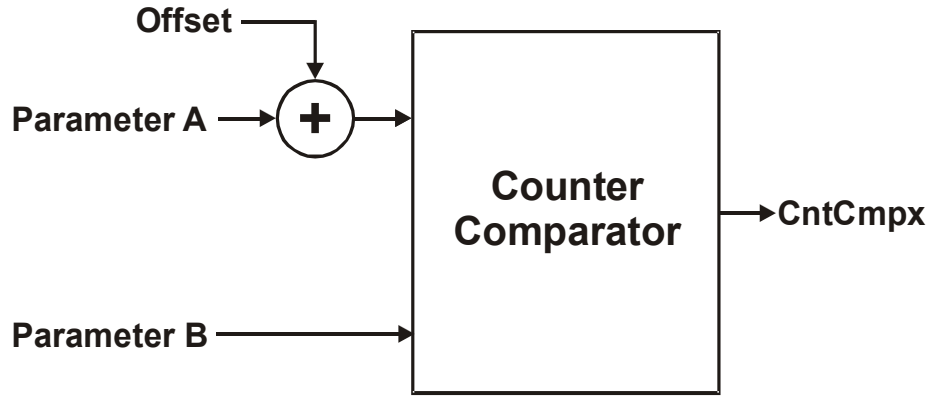 Offset
Parameter A
+
Counter
Comparator
CntCmpx
Parameter B